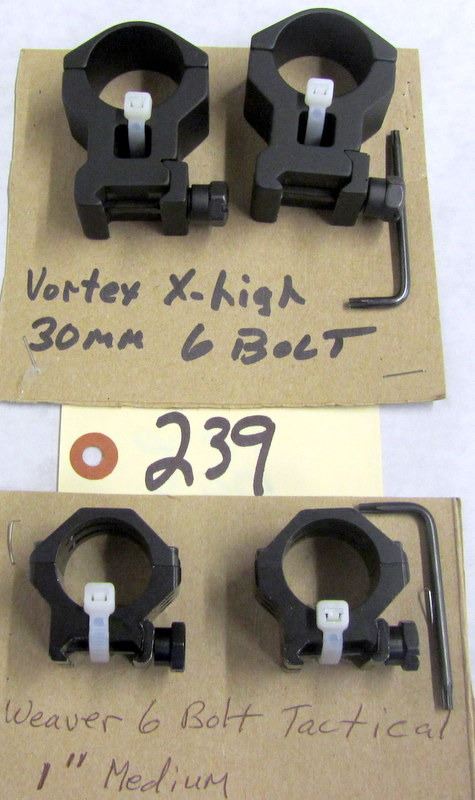 Vortex X-high
30mm 6 BOLT
239
Weaver 6 Bolt Tactical
1" Medium